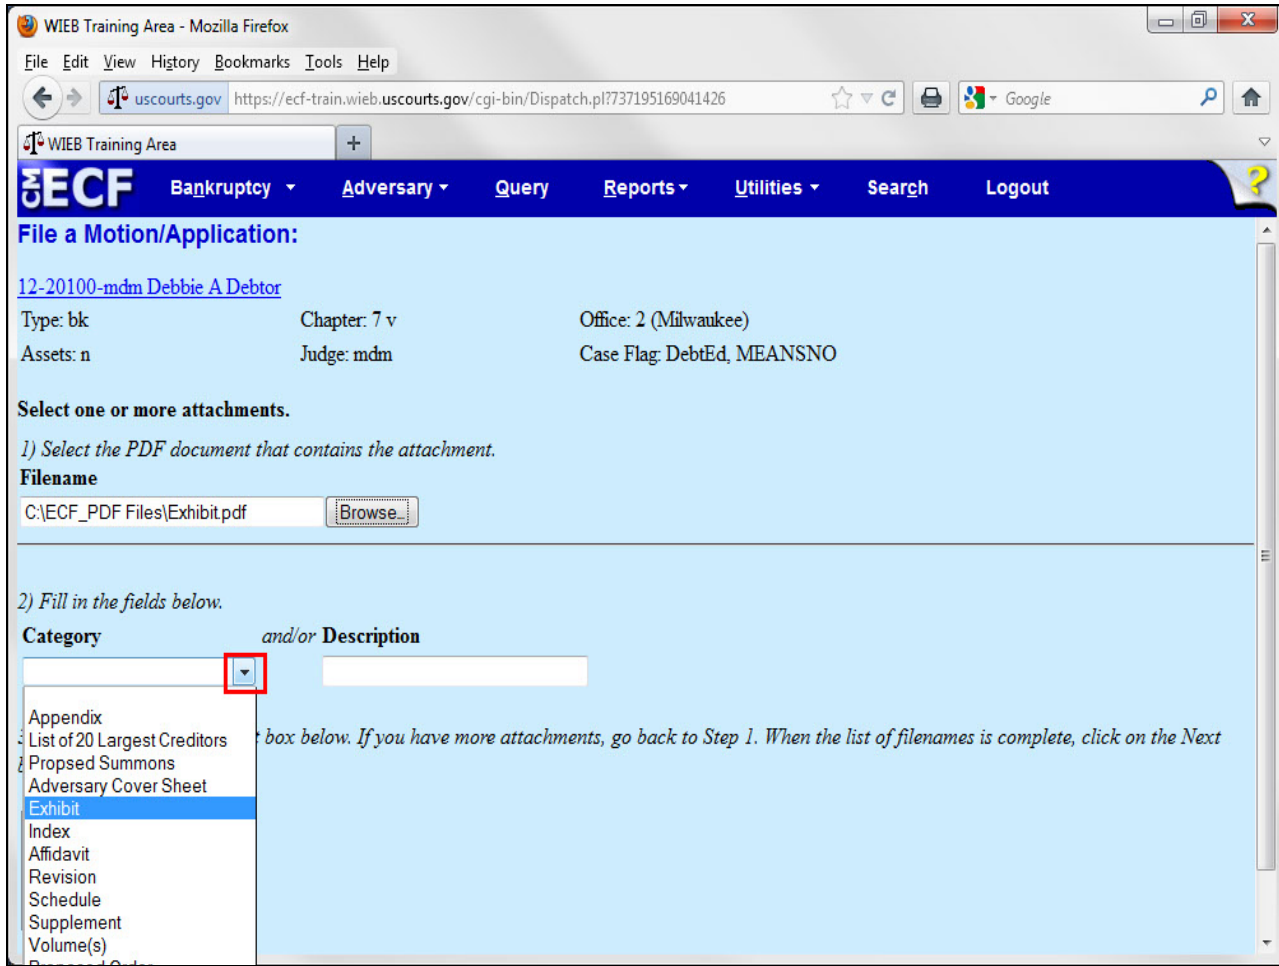 WIEB Training Area - Mozilla Firefox
File Edit View History Bookmarks Tools Help
uscourts.gov https://ecf-train.wieb.uscourts.gov/cgi-bin/Dispatch.pl?737195169041426 Google
WIEB Training Area +
CM ECF Bankruptcy Adversary Query Reports Utilities Search Logout ?
File a Motion/Application:
12-20100-mdm Debbie A Debtor
Type: bk Chapter: 7 v Office: 2 (Milwaukee)
Assets: n Judge: mdm Case Flag: DebtEd, MEANSNO
Select one or more attachments.
1) Select the PDF document that contains the attachment.
Filename
C:\ECF_PDF Files\Exhibit.pdf Browse...
2) Fill in the fields below.
Category and/or Description
Appendix
List of 20 Largest Creditors
box below. If you have more attachments, go back to Step 1. When the list of filenames is complete, click on the Next
Propsed Summons
Adversary Cover Sheet
Exhibit
Index
Affidavit
Revision
Schedule
Supplement
Volume(s)